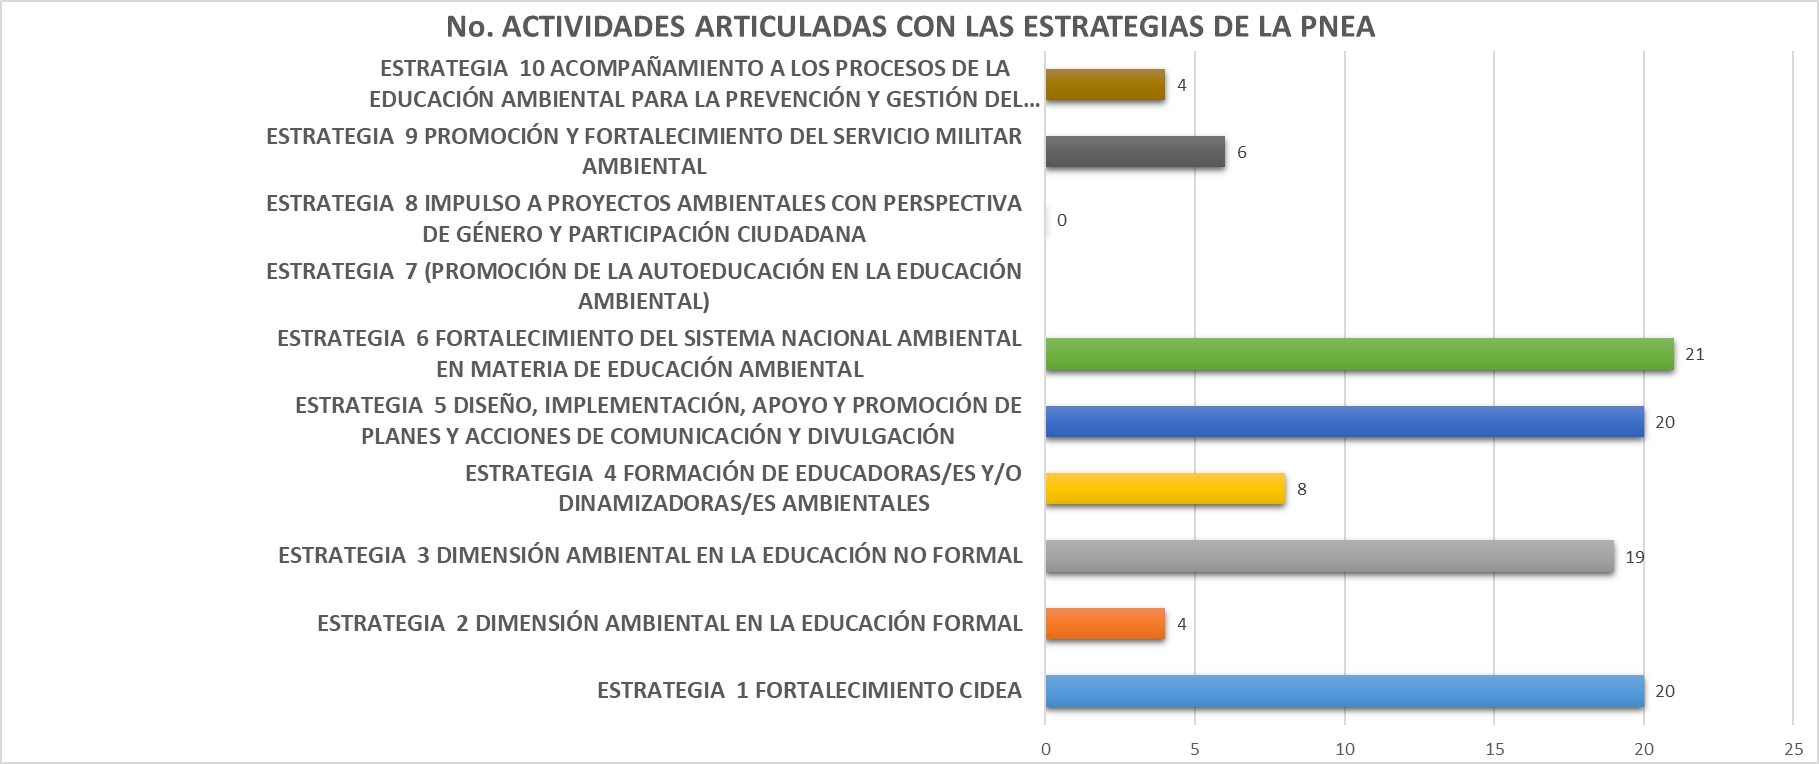 No. ACTIVIDADES ARTICULADAS CON LAS ESTRATEGIAS DE LA PNEA
ESTRATEGIA  10 ACOMPAÑAMIENTO A LOS PROCESOS DE LA
EDUCACIÓN AMBIENTAL PARA LA PREVENCIÓN Y GESTIÓN DEL…
4
ESTRATEGIA  9 PROMOCIÓN Y FORTALECIMIENTO DEL SERVICIO MILITAR
AMBIENTAL
6
ESTRATEGIA  8 IMPULSO A PROYECTOS AMBIENTALES CON PERSPECTIVA
DE GÉNERO Y PARTICIPACIÓN CIUDADANA
0
ESTRATEGIA  7 (PROMOCIÓN DE LA AUTOEDUCACIÓN EN LA EDUCACIÓN
AMBIENTAL)
ESTRATEGIA  6 FORTALECIMIENTO DEL SISTEMA NACIONAL AMBIENTAL
EN MATERIA DE EDUCACIÓN AMBIENTAL
21
ESTRATEGIA  5 DISEÑO, IMPLEMENTACIÓN, APOYO Y PROMOCIÓN DE
PLANES Y ACCIONES DE COMUNICACIÓN Y DIVULGACIÓN
20
ESTRATEGIA  4 FORMACIÓN DE EDUCADORAS/ES Y/O
DINAMIZADORAS/ES AMBIENTALES
8
ESTRATEGIA  3 DIMENSIÓN AMBIENTAL EN LA EDUCACIÓN NO FORMAL
19
ESTRATEGIA  2 DIMENSIÓN AMBIENTAL EN LA EDUCACIÓN FORMAL
4
ESTRATEGIA  1 FORTALECIMIENTO CIDEA
20
0 5 10 15 20 25